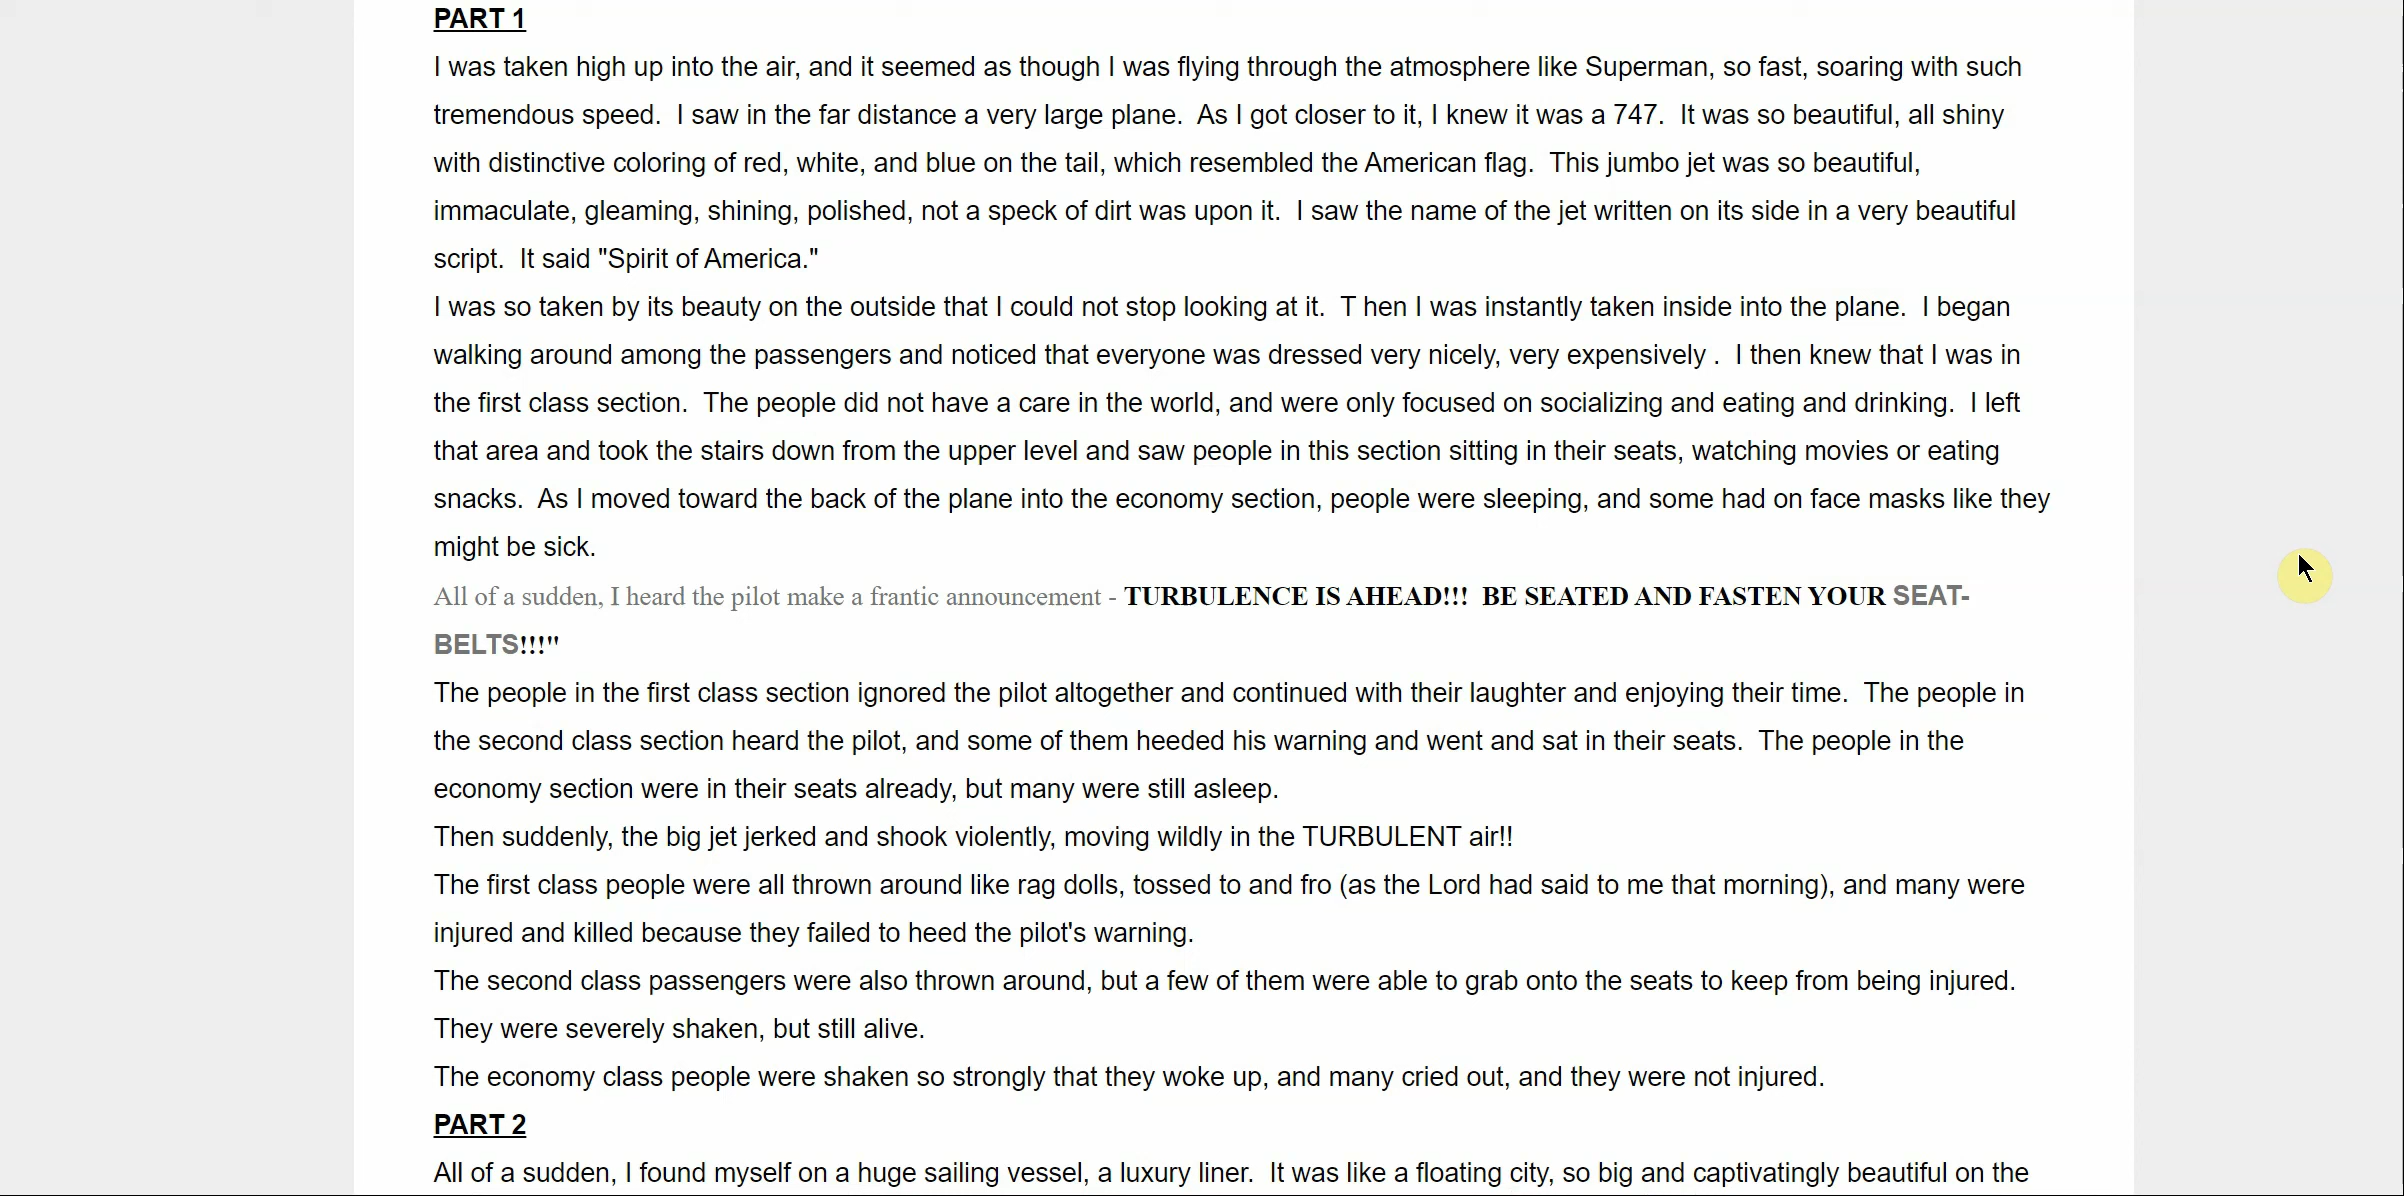 PART 1
I was taken high up into the air, and it seemed as though I was flying through the atmosphere like Superman, so fast, soaring with such
tremendous speed.  I saw in the far distance a very large plane.  As I got closer to it, I knew it was a 747.  It was so beautiful, all shiny
with distinctive coloring of red, white, and blue on the tail, which resembled the American flag.  This jumbo jet was so beautiful,
immaculate, gleaming, shining, polished, not a speck of dirt was upon it.  I saw the name of the jet written on its side in a very beautiful
script.  It said "Spirit of America."
I was so taken by its beauty on the outside that I could not stop looking at it.  T hen I was instantly taken inside into the plane.  I began
walking around among the passengers and noticed that everyone was dressed very nicely, very expensively .  I then knew that I was in
the first class section.  The people did not have a care in the world, and were only focused on socializing and eating and drinking.  I left
that area and took the stairs down from the upper level and saw people in this section sitting in their seats, watching movies or eating
snacks.  As I moved toward the back of the plane into the economy section, people were sleeping, and some had on face masks like they
might be sick.
All of a sudden, I heard the pilot make a frantic announcement - TURBULENCE IS AHEAD!!!  BE SEATED AND FASTEN YOUR SEAT-
BELTS!!!"
The people in the first class section ignored the pilot altogether and continued with their laughter and enjoying their time.  The people in
the second class section heard the pilot, and some of them heeded his warning and went and sat in their seats.  The people in the
economy section were in their seats already, but many were still asleep.
Then suddenly, the big jet jerked and shook violently, moving wildly in the TURBULENT air!!
The first class people were all thrown around like rag dolls, tossed to and fro (as the Lord had said to me that morning), and many were
injured and killed because they failed to heed the pilot's warning.
The second class passengers were also thrown around, but a few of them were able to grab onto the seats to keep from being injured.
They were severely shaken, but still alive.
The economy class people were shaken so strongly that they woke up, and many cried out, and they were not injured.
PART 2
All of a sudden, I found myself on a huge sailing vessel, a luxury liner.  It was like a floating city, so big and captivatingly beautiful on the